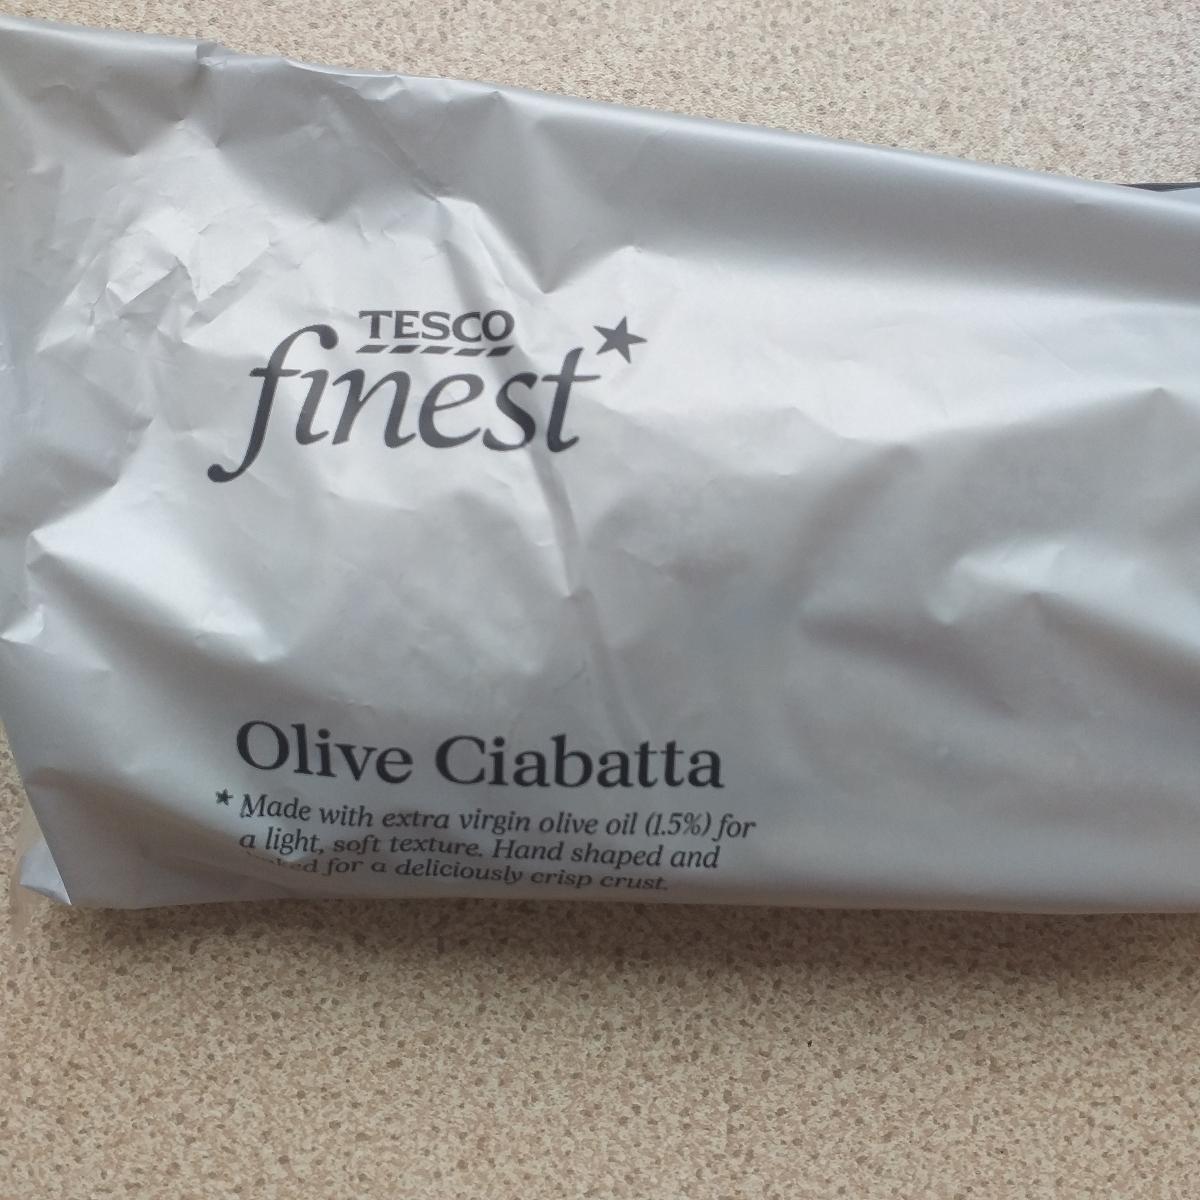 TESCO
finest*
Olive Ciabatta
* Made with extra virgin olive oil (1.5%) for
a light, soft texture. Hand shaped and
baked for a deliciously crisp crust.